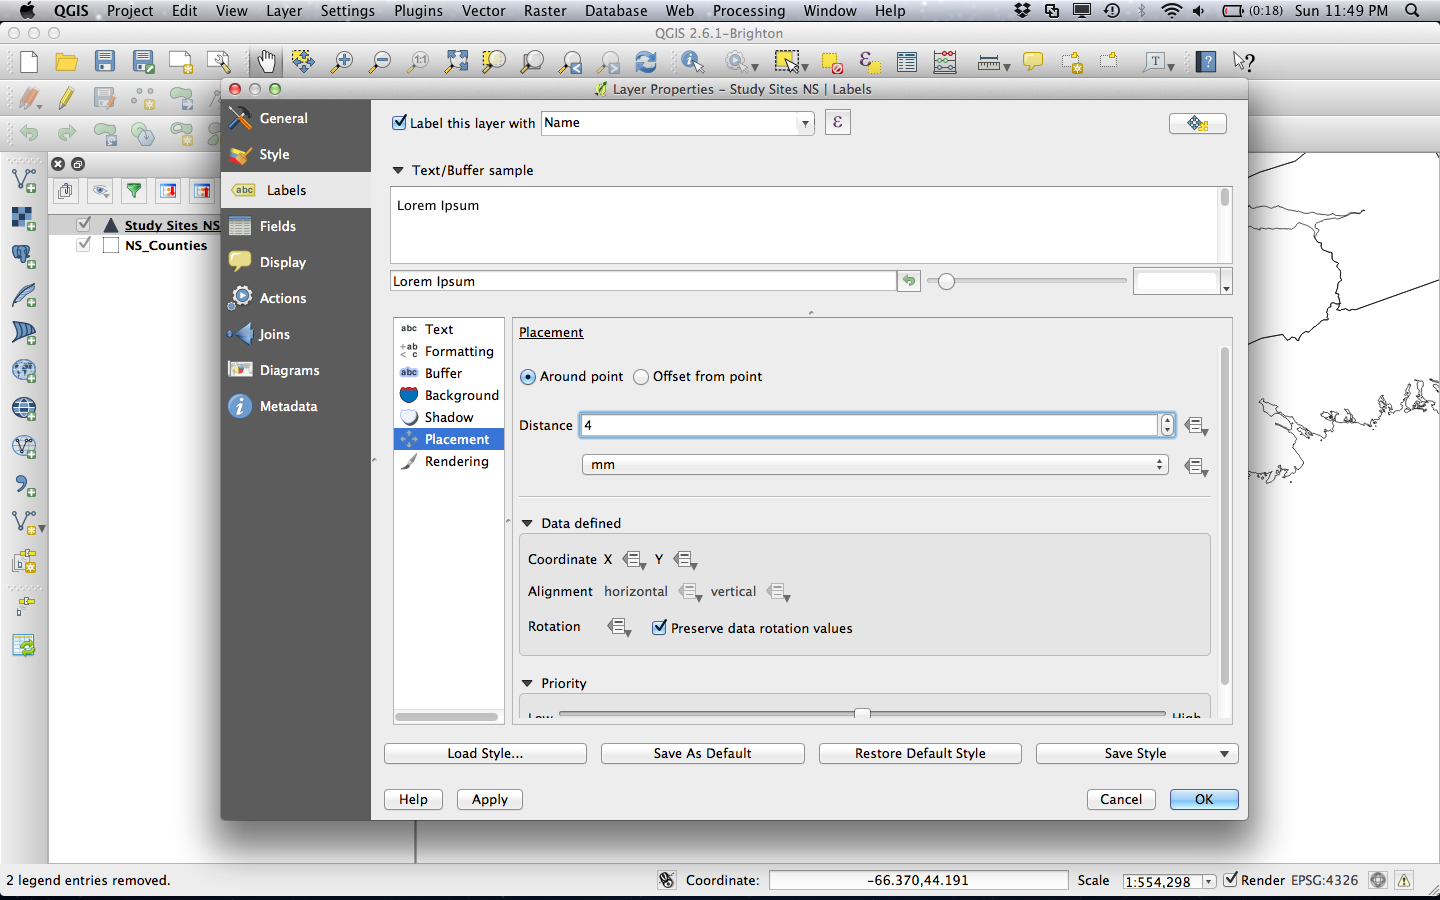 QGIS Project Edit View Layer Settings Plugins Vector Raster Database Web Processing Window Help (0:18) Sun 11:49 PM
QGIS 2.6.1-Brighton
Layer Properties - Study Sites NS | Labels
General
Style
abc Labels
Fields
Display
Actions
Joins
Diagrams
Metadata
Study Sites NS
NS_Counties
Label this layer with Name ε
Text/Buffer sample
Lorem Ipsum
Lorem Ipsum
abc Text
+ab < c Formatting
abc Buffer
Background
Shadow
Placement
Rendering
Placement
Around point Offset from point
Distance 4
mm
Data defined
Coordinate X Y
Alignment horizontal vertical
Rotation Preserve data rotation values
Priority
Low High
Load Style... Save As Default Restore Default Style Save Style
Help Apply Cancel OK
2 legend entries removed. Coordinate: -66.370,44.191 Scale 1:554,298 Render EPSG:4326